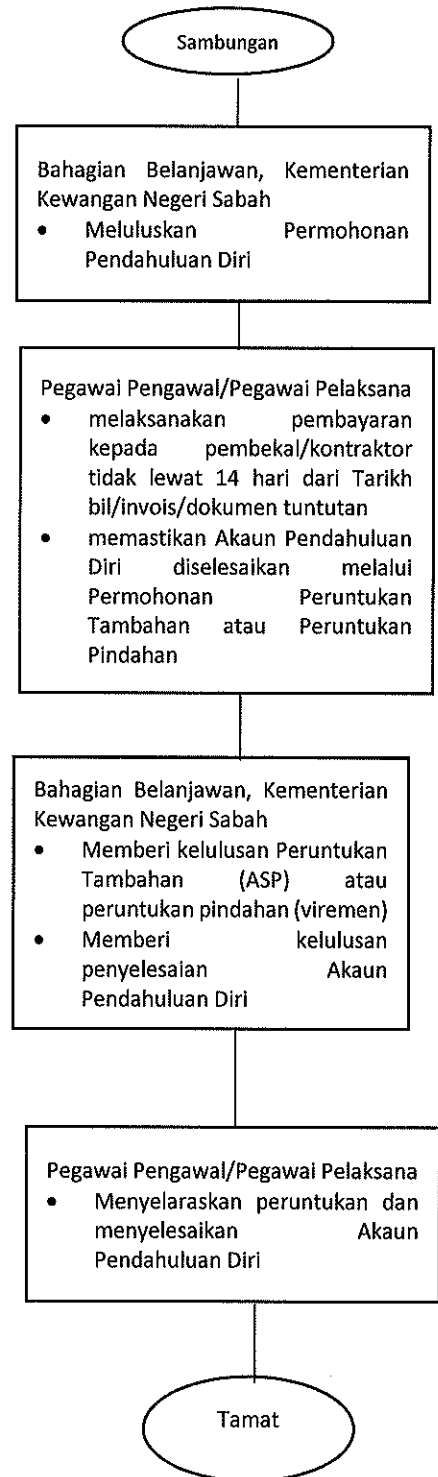 Sambungan
Bahagian Belanjawan, Kementerian
Kewangan Negeri Sabah
• Meluluskan Permohonan
Pendahuluan Diri
Pegawai Pengawal/Pegawai Pelaksana
• melaksanakan pembayaran
kepada pembekal/kontraktor
tidak lewat 14 hari dari Tarikh
bil/invois/dokumen tuntutan
• memastikan Akaun Pendahuluan
Diri diselesaikan melalui
Permohonan Peruntukan
Tambahan atau Peruntukan
Pindahan
Bahagian Belanjawan, Kementerian
Kewangan Negeri Sabah
• Memberi kelulusan Peruntukan
Tambahan (ASP) atau
peruntukan pindahan (viremen)
• Memberi kelulusan
penyelesaian Akaun
Pendahuluan Diri
Pegawai Pengawal/Pegawai Pelaksana
• Menyelaraskan peruntukan dan
menyelesaikan Akaun
Pendahuluan Diri
Tamat